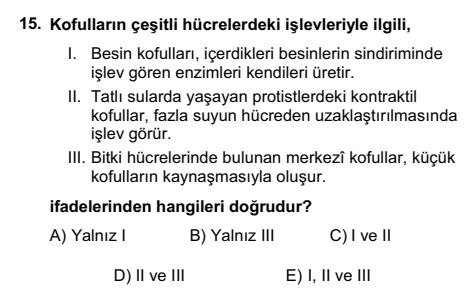 15. Kofulların çeşitli hücrelerdeki işlevleriyle ilgili,
I. Besin kofulları, içerdikleri besinlerin sindiriminde
işlev gören enzimleri kendileri üretir.
II. Tatlı sularda yaşayan protistlerdeki kontraktil
kofullar, fazla suyun hücreden uzaklaştırılmasında
işlev görür.
III. Bitki hücrelerinde bulunan merkezî kofullar, küçük
kofulların kaynaşmasıyla oluşur.
ifadelerinden hangileri doğrudur?
A) Yalnız I B) Yalnız III C) I ve II
D) II ve III E) I, II ve III